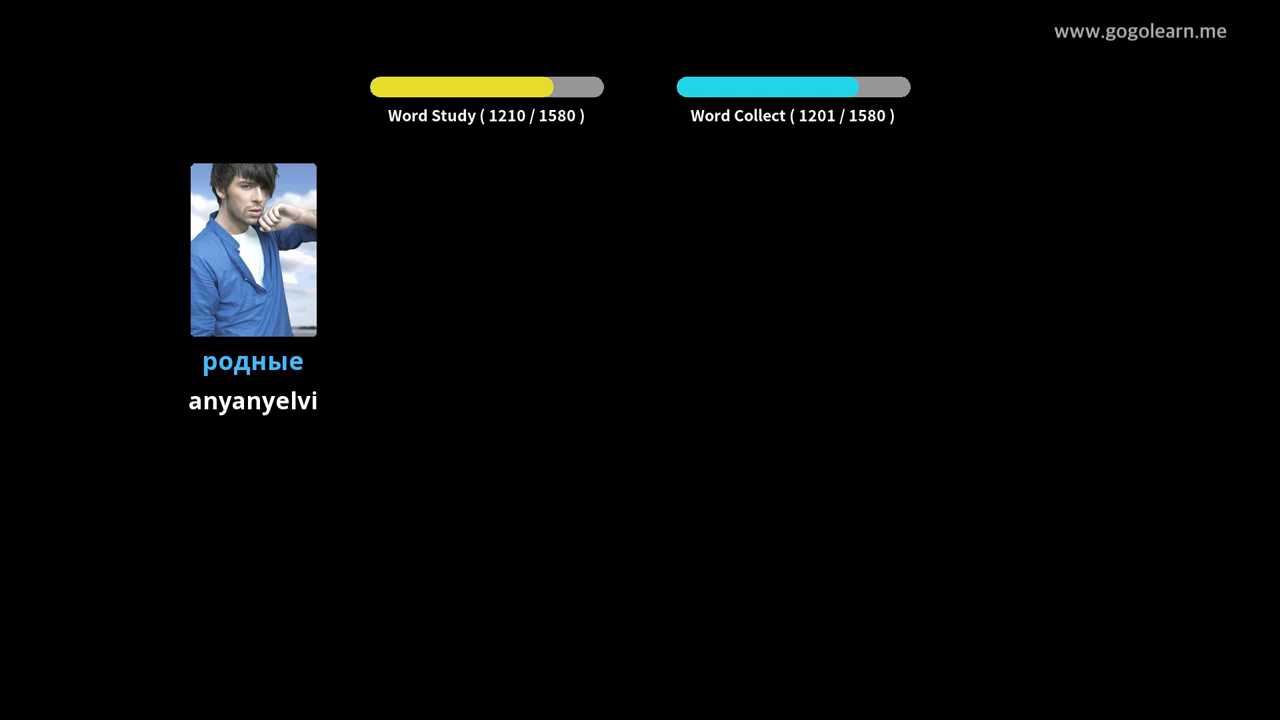 www.gogolearn.me
Word Study ( 1210 / 1580 )
Word Collect ( 1201 / 1580 )
родные
anyanyelvi